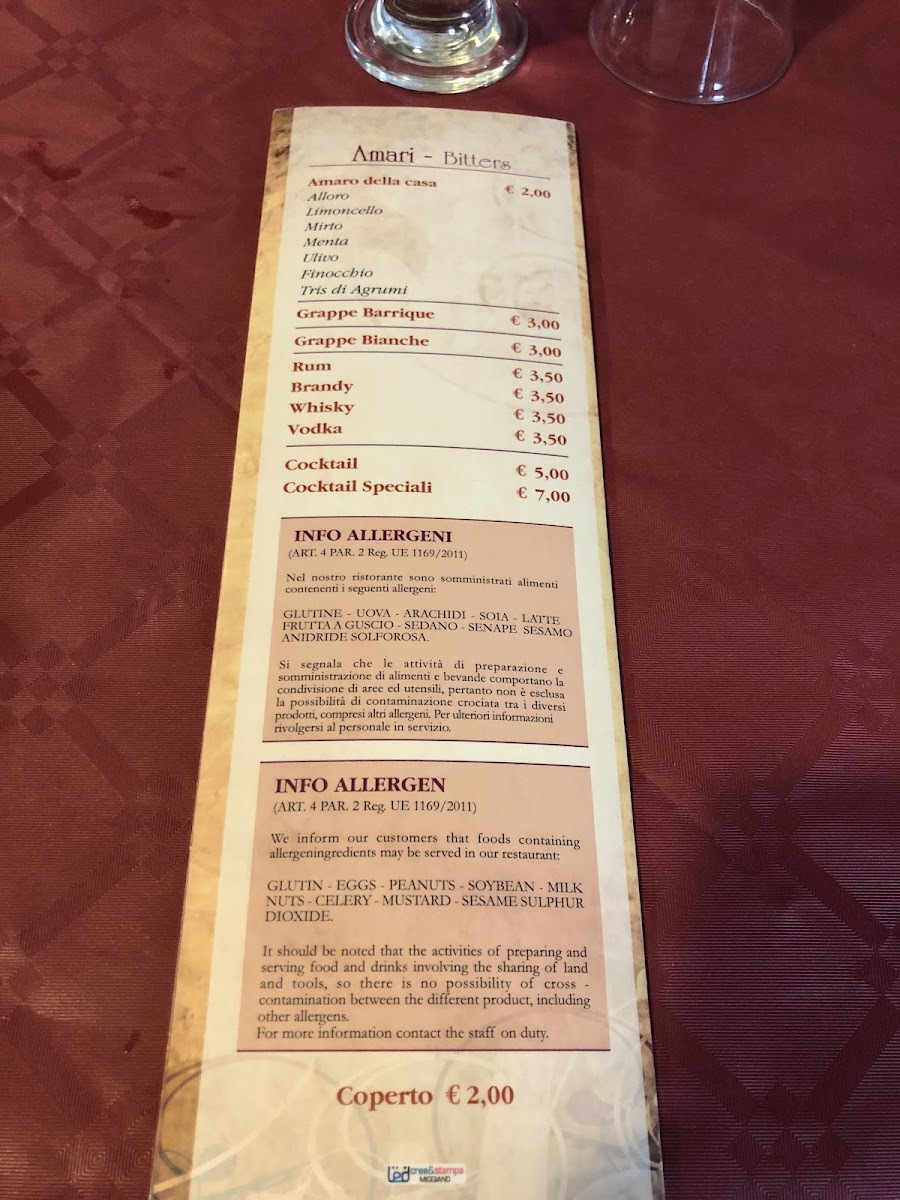 Amari - Bitters
Amaro della casa € 2,00
Alloro
Limoncello
Mirto
Menta
Ulivo
Finocchio
Tris di Agrumi
Grappe Barrique € 3,00
Grappe Bianche € 3,00
Rum € 3,50
Brandy € 3,50
Whisky € 3,50
Vodka € 3,50
Cocktail € 5,00
Cocktail Speciali € 7,00
INFO ALLERGENI
(ART. 4 PAR. 2 Reg. UE 1169/2011)
Nel nostro ristorante sono somministrati alimenti
contenenti i seguenti allergeni:
GLUTINE - UOVA - ARACHIDI - SOIA - LATTE
FRUTTA A GUSCIO - SEDANO - SENAPE SESAMO
ANIDRIDE SOLFOROSA.
Si segnala che le attività di preparazione e
somministrazione di alimenti e bevande comportano la
condivisione di aree ed utensili, pertanto non è esclusa
la possibilità di contaminazione crociata tra i diversi
prodotti, compresi altri allergeni. Per ulteriori informazioni
rivolgersi al personale in servizio.
INFO ALLERGEN
(ART. 4 PAR. 2 Reg. UE 1169/2011)
We inform our customers that foods containing
allergeningredients may be served in our restaurant:
GLUTIN - EGGS - PEANUTS - SOYBEAN - MILK
NUTS - CELERY - MUSTARD - SESAME SULPHUR
DIOXIDE.
It should be noted that the activities of preparing and
serving food and drinks involving the sharing of land
and tools, so there is no possibility of cross -
contamination between the different product, including
other allergens.
For more information contact the staff on duty.
Coperto € 2,00
Led crea&stampa
MIGGIANO